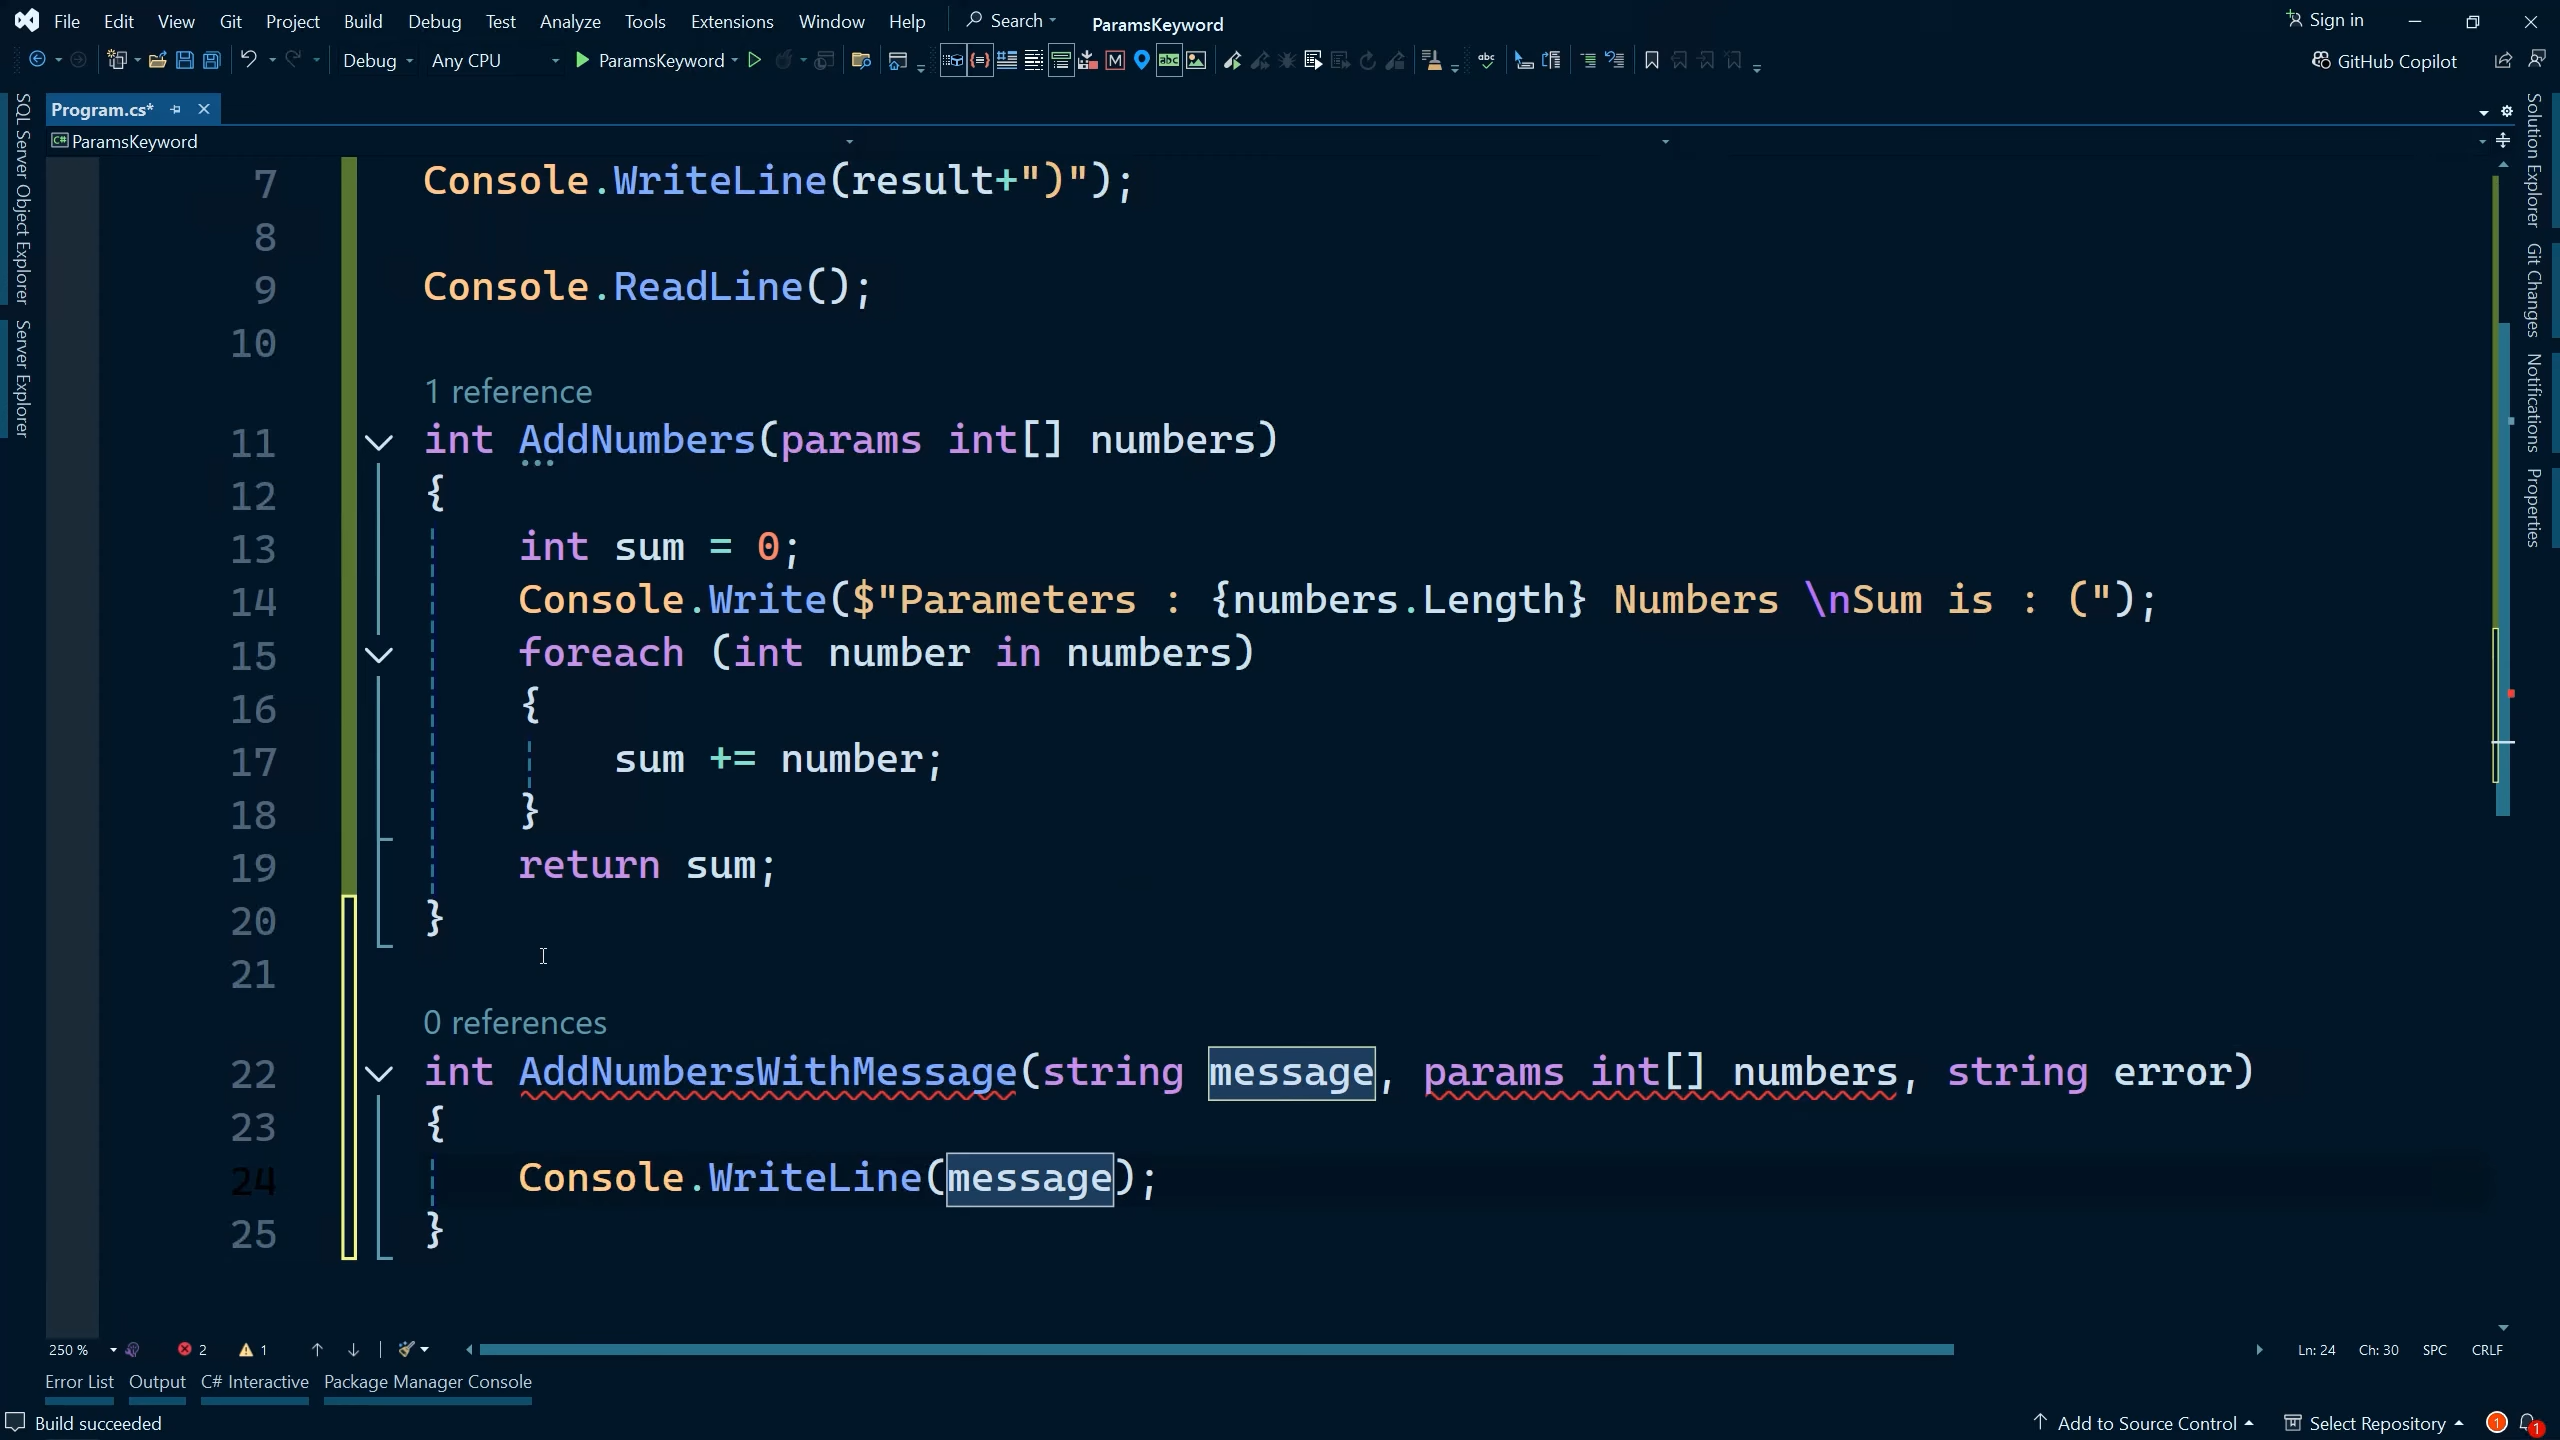 File Edit View Git Project Build Debug Test Analyze Tools Extensions Window Help Search ParamsKeyword Sign in
Debug Any CPU ParamsKeyword GitHub Copilot
Program.cs*
ParamsKeyword
SQL Server Object Explorer
Server Explorer
7 Console.WriteLine(result+")");
8
9 Console.ReadLine();
10
1 reference
11 int AddNumbers(params int[] numbers)
12 {
13 int sum = 0;
14 Console.Write($"Parameters : {numbers.Length} Numbers \nSum is : (");
15 foreach (int number in numbers)
16 {
17 sum += number;
18 }
19 return sum;
20 }
21
0 references
22 int AddNumbersWithMessage(string message, params int[] numbers, string error)
23 {
24 Console.WriteLine(message);
25 }
Solution Explorer
Git Changes
Notifications
Properties
250 % 2 1 Ln: 24 Ch: 30 SPC CRLF
Error List Output C# Interactive Package Manager Console
Build succeeded Add to Source Control Select Repository 1 1